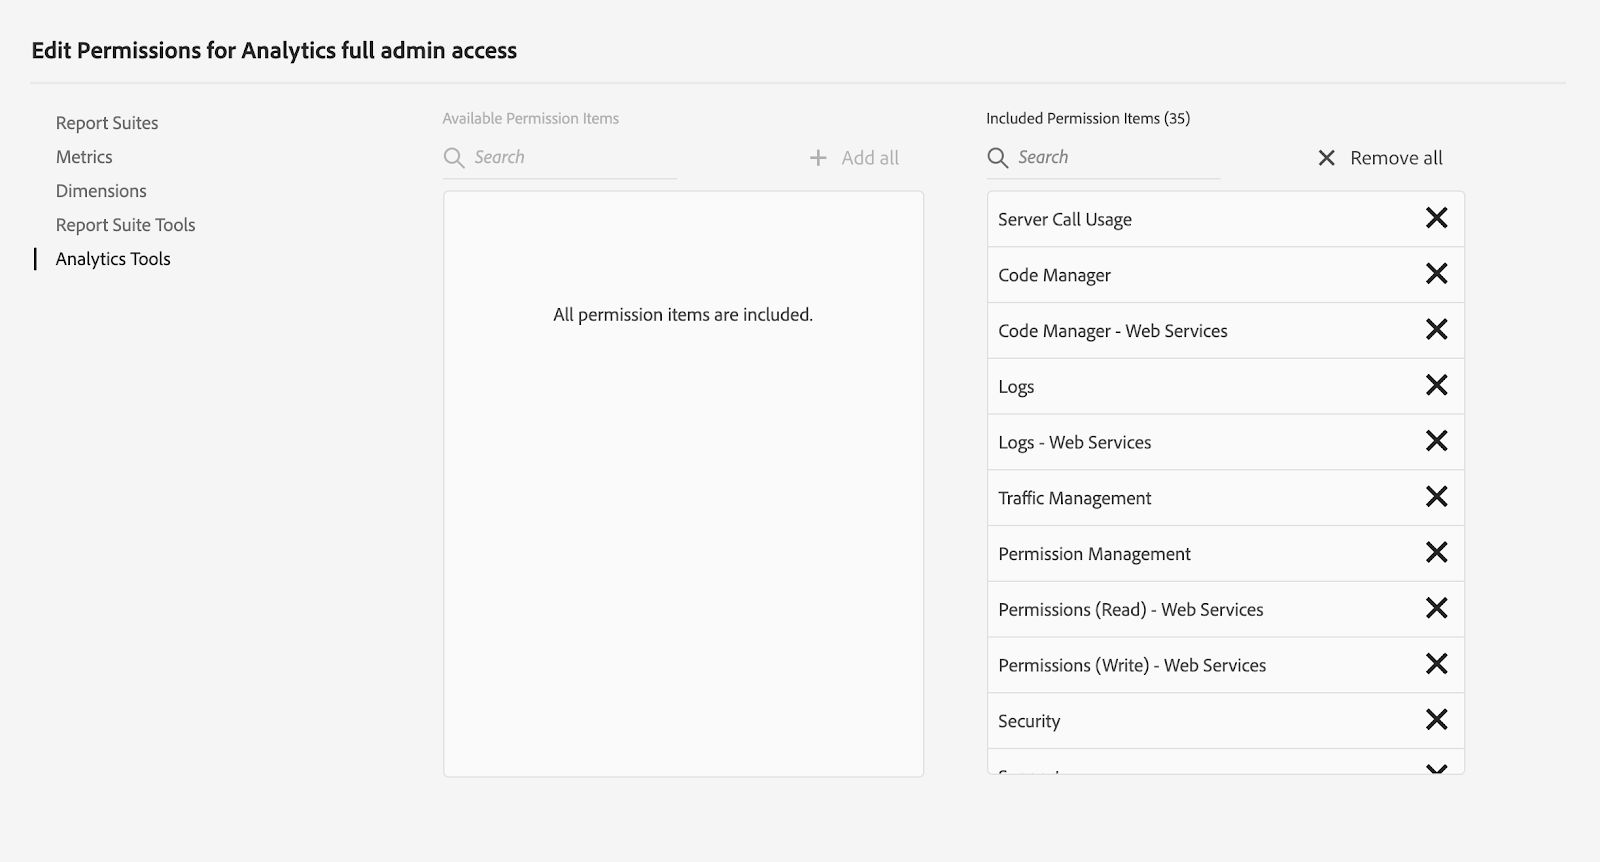 Edit Permissions for Analytics full admin access
Report Suites
Metrics
Dimensions
Report Suite Tools
Analytics Tools
Available Permission Items
Search
Add all
All permission items are included.
Included Permission Items (35)
Search
Remove all
Server Call Usage
Code Manager
Code Manager - Web Services
Logs
Logs - Web Services
Traffic Management
Permission Management
Permissions (Read) - Web Services
Permissions (Write) - Web Services
Security